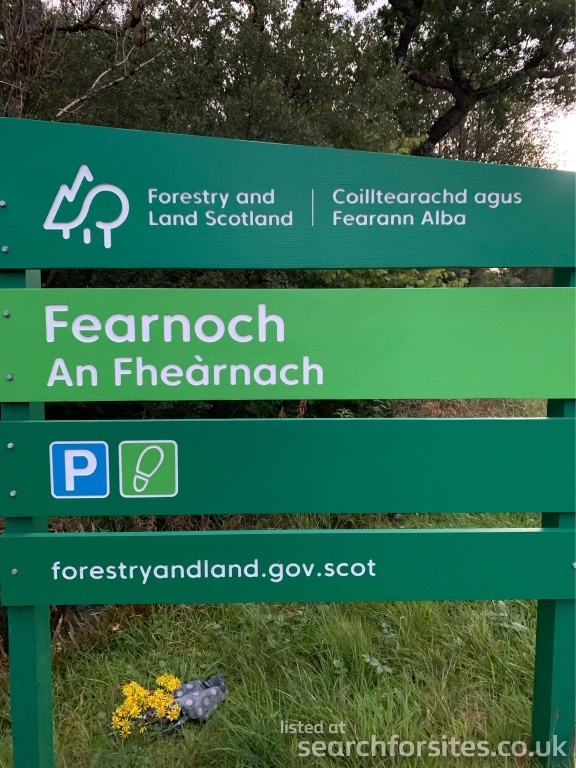 Forestry and
Land Scotland
Coilltearachd agus
Fearann Alba
Fearnoch
An Fheàrnach
P
forestryandland.gov.scot
listed at
searchforsites.co.uk